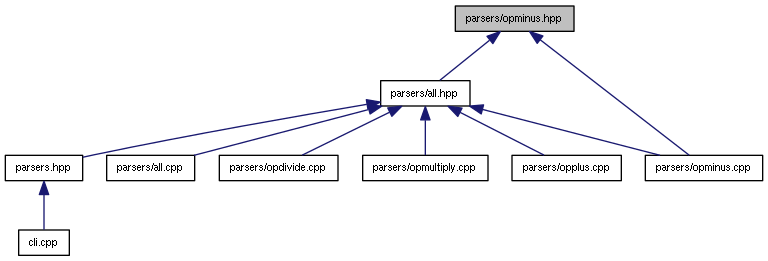 parsers/opminus.hpp
parsers/all.hpp
parsers.hpp
parsers/all.cpp
parsers/opdivide.cpp
parsers/opmultiply.cpp
parsers/opplus.cpp
parsers/opminus.cpp
cli.cpp